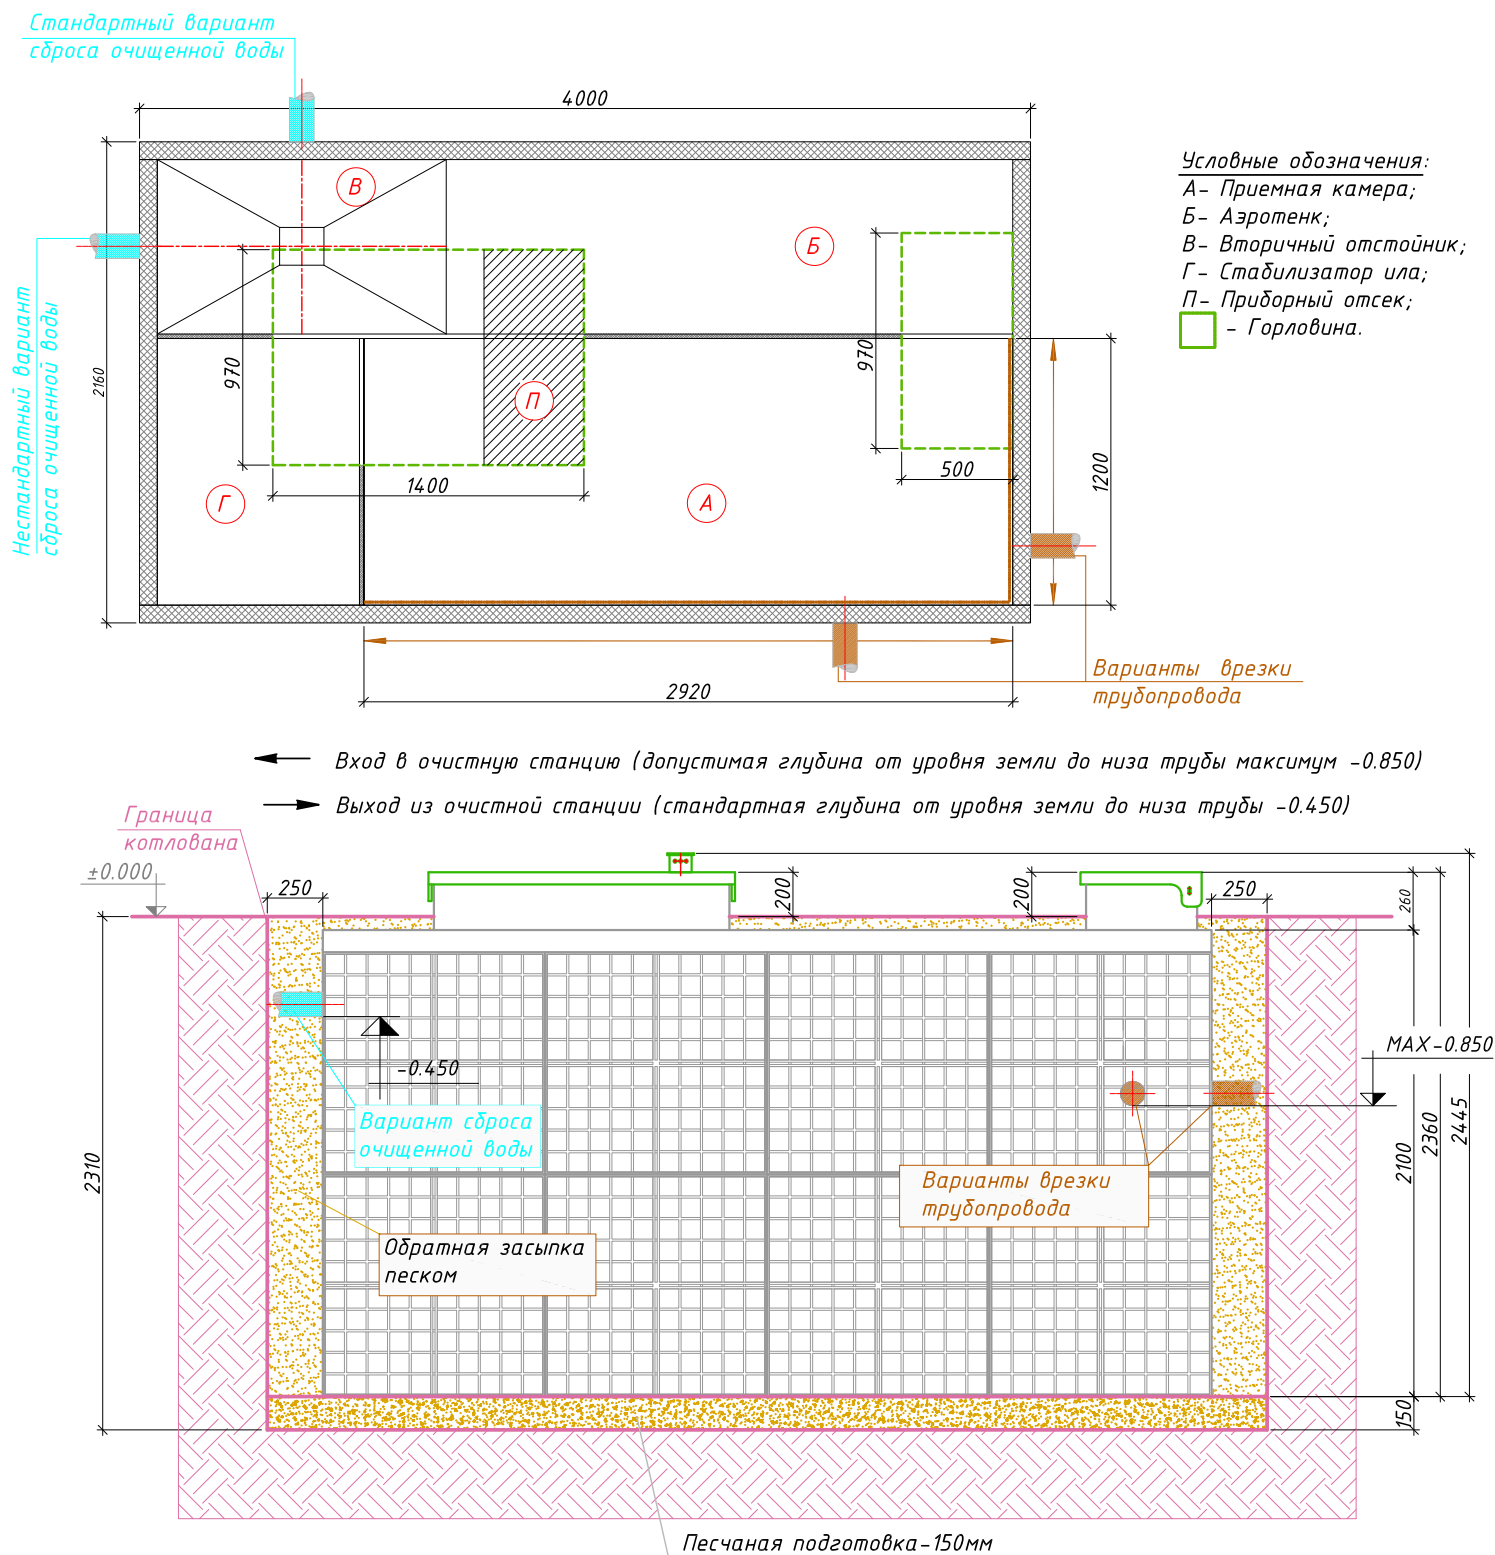 Стандартный вариант
сброса очищенной воды
4000
Условные обозначения:
А- Приемная камера;
Б- Аэротенк;
В- Вторичный отстойник;
Г- Стабилизатор ила;
П- Приборный отсек;
- Горловина.
В
Б
Нестандартный вариант
сброса очищенной воды
2160
970
970
П
Г
А
1400
500
1200
2920
Варианты врезки
трубопровода
Вход в очистную станцию (допустимая глубина от уровня земли до низа трубы максимум -0.850)
Выход из очистной станции (стандартная глубина от уровня земли до низа трубы -0.450)
Граница
котлована
±0.000
250
200
200
250
260
-0.450
MAX-0.850
Вариант сброса
очищенной воды
2310
2100
2360
2445
Варианты врезки
трубопровода
Обратная засыпка
песком
150
Песчаная подготовка-150мм